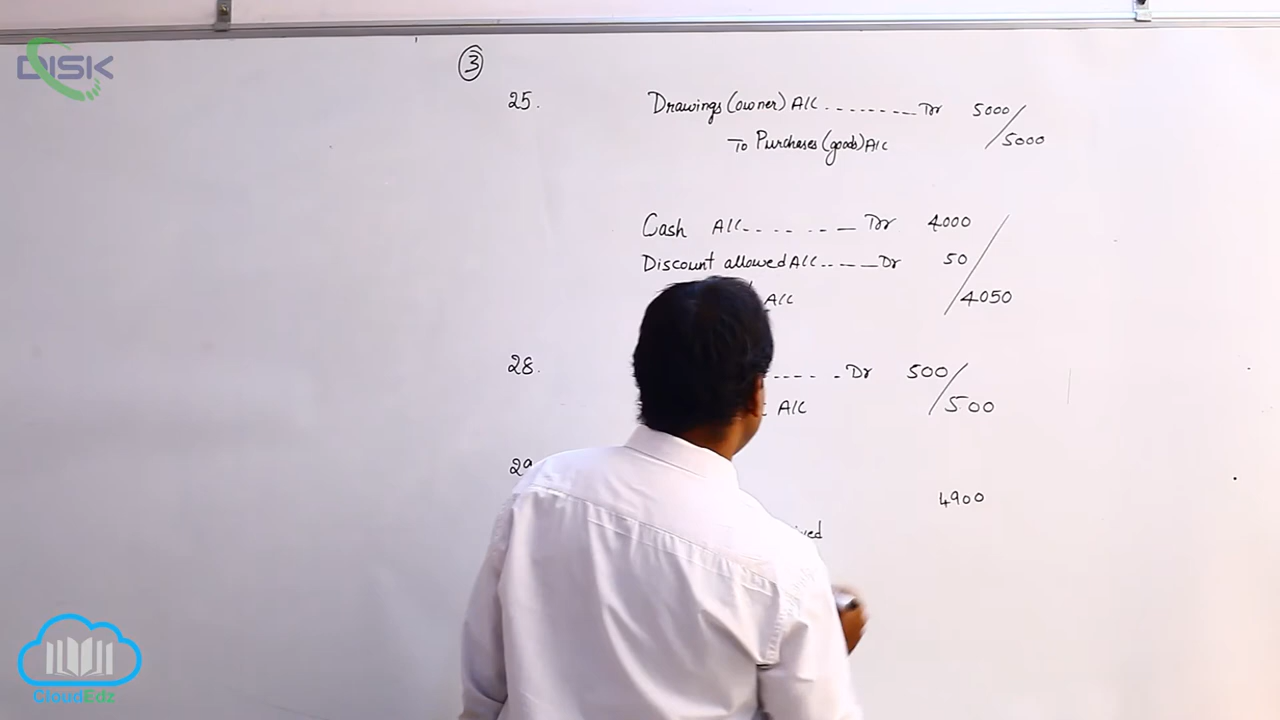 DISK
3
25. Drawings (owner) A/C ......... Dr 5000
To Purchases (goods) A/C 5000
Cash A/C ........ Dr 4000
Discount allowed A/C ...... Dr 50
A/C 4050
28. ..... Dr 500
A/C 500
29
4900
CloudEdz